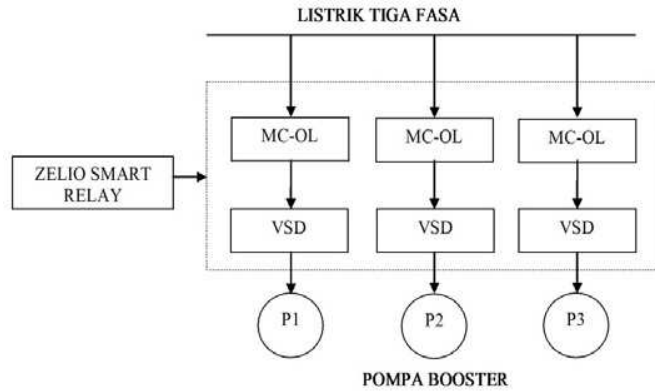 LISTRIK TIGA FASA
MC-OL
MC-OL
MC-OL
ZELIO SMART
RELAY
VSD
VSD
VSD
P1
P2
P3
POMPA BOOSTER